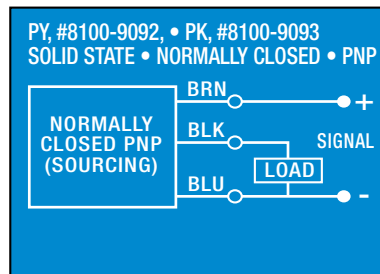 PY, #8100-9092, • PK, #8100-9093
SOLID STATE • NORMALLY CLOSED • PNP
BRN
+
NORMALLY
CLOSED PNP
(SOURCING)
BLK
SIGNAL
LOAD
BLU
-